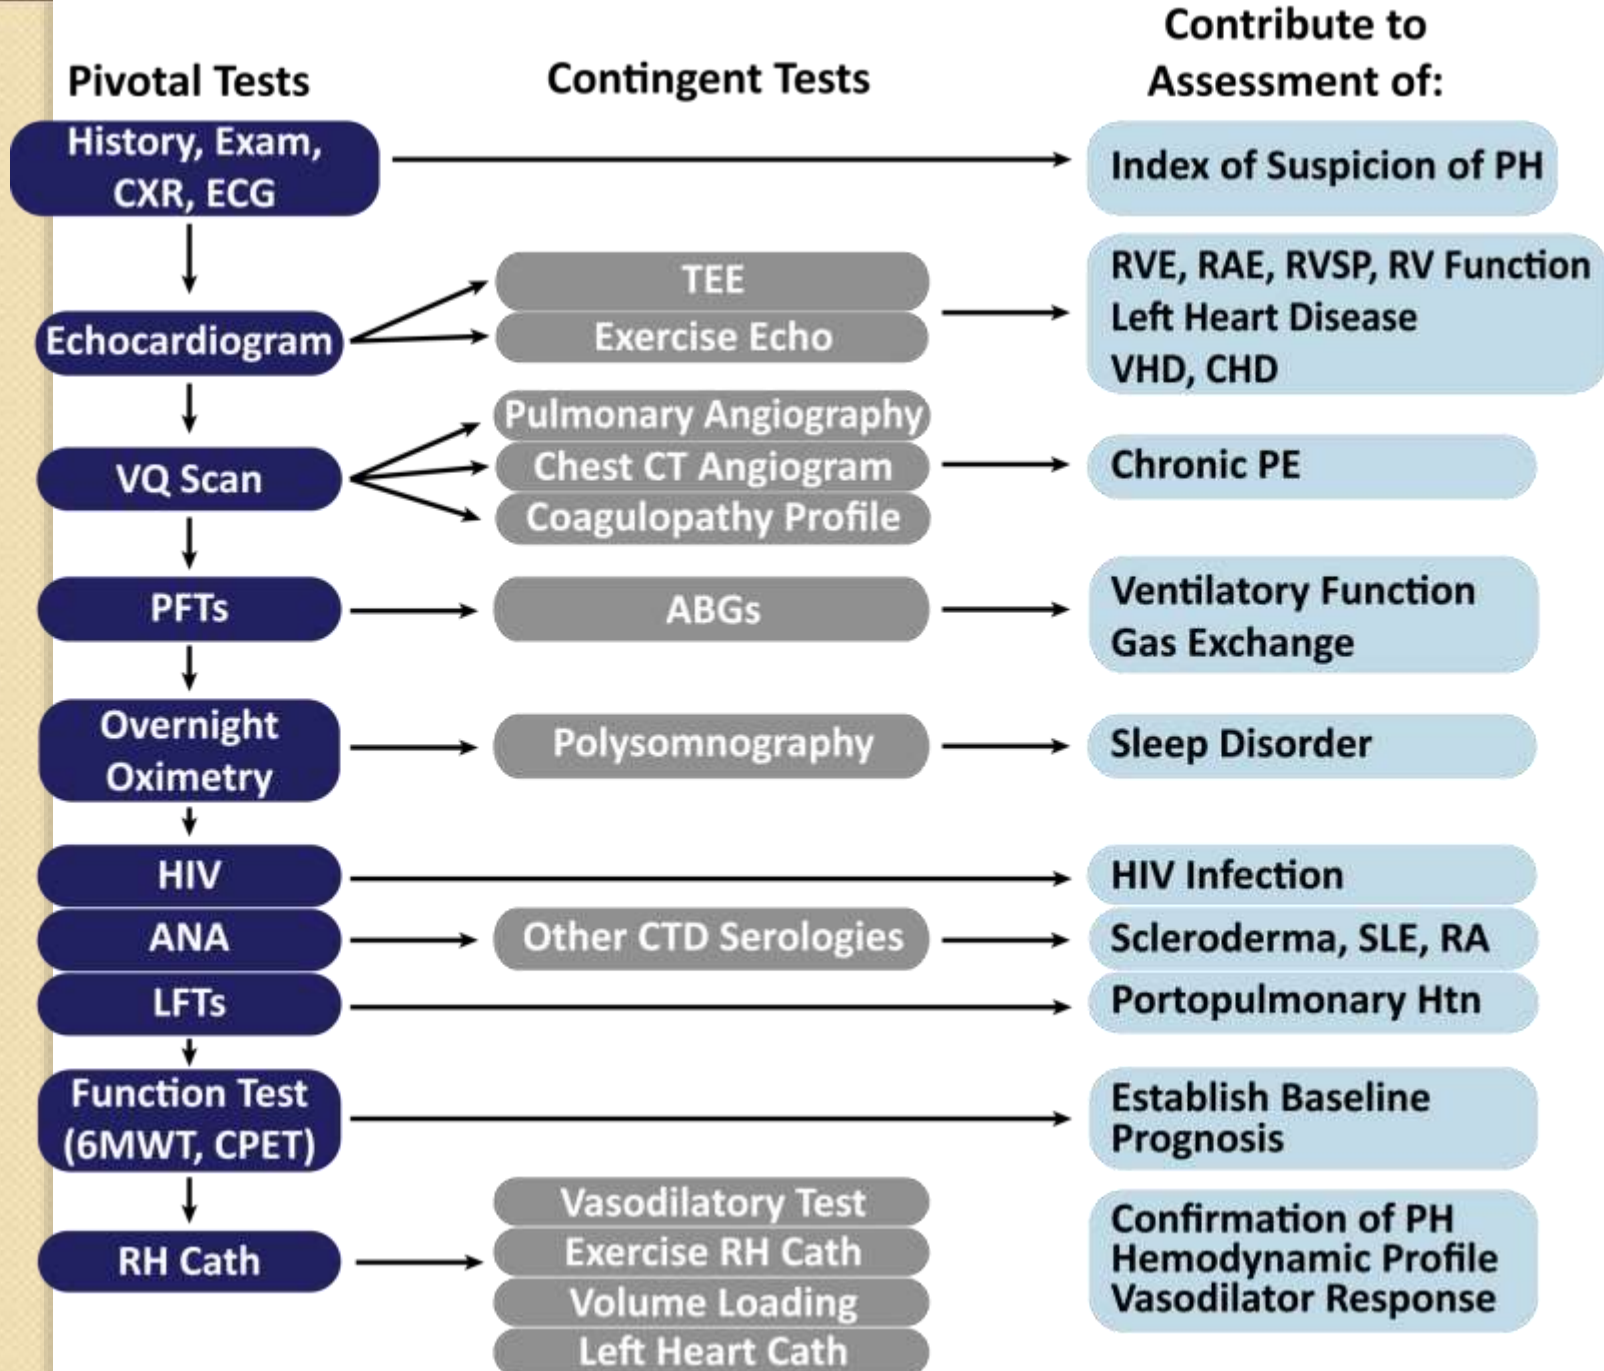 Pivotal Tests
Contingent Tests
Contribute to
Assessment of:
History, Exam,
CXR, ECG
Index of Suspicion of PH
Echocardiogram
TEE
Exercise Echo
RVE, RAE, RVSP, RV Function
Left Heart Disease
VHD, CHD
VQ Scan
Pulmonary Angiography
Chest CT Angiogram
Coagulopathy Profile
Chronic PE
PFTs
ABGs
Ventilatory Function
Gas Exchange
Overnight
Oximetry
Polysomnography
Sleep Disorder
HIV
HIV Infection
ANA
Other CTD Serologies
Scleroderma, SLE, RA
LFTs
Portopulmonary Htn
Function Test
(6MWT, CPET)
Establish Baseline
Prognosis
RH Cath
Vasodilatory Test
Exercise RH Cath
Volume Loading
Left Heart Cath
Confirmation of PH
Hemodynamic Profile
Vasodilator Response